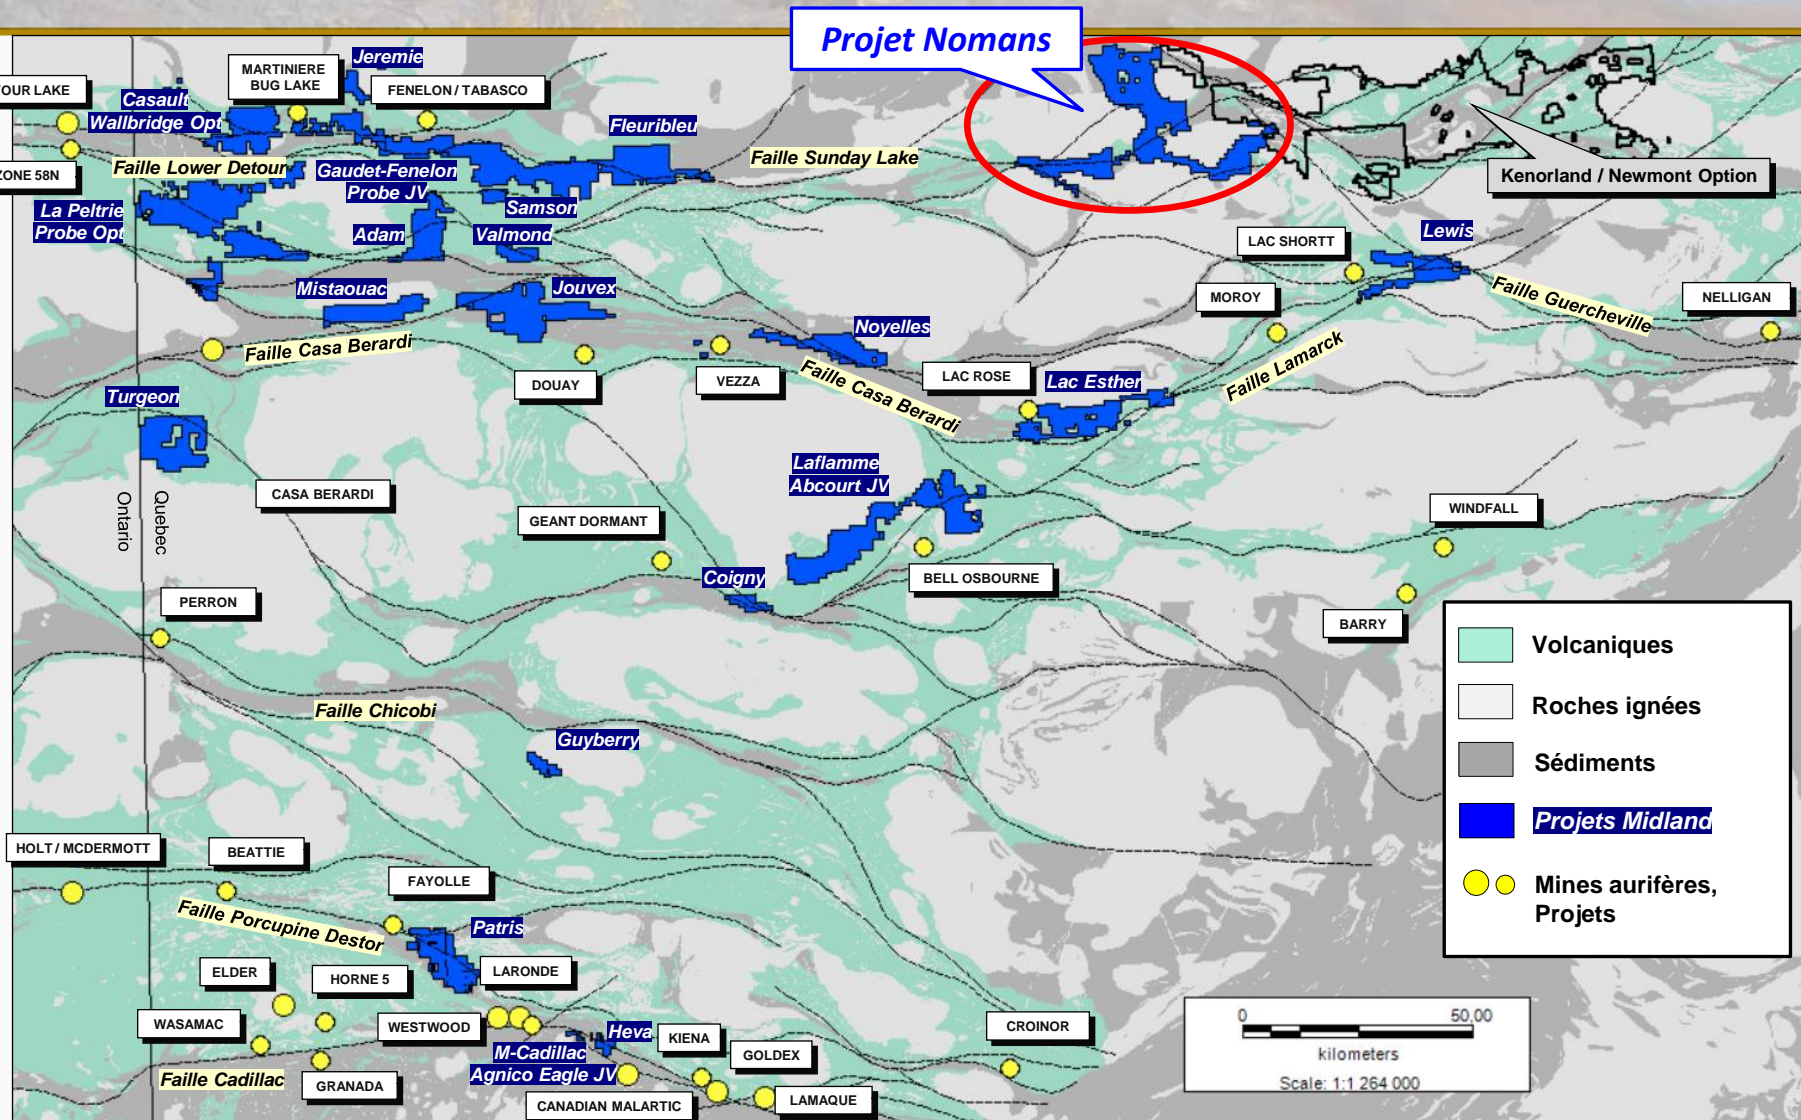 Projet Nomans
Jeremie
MARTINIERE
BUG LAKE
FENELON / TABASCO
TOUR LAKE
Casault
Wallbridge Opt
Fleuribleu
Faille Sunday Lake
Faille Lower Detour
Gaudet-Fenelon
Probe JV
ZONE 58N
Kenorland / Newmont Option
La Peltrie
Probe Opt
Samson
Adam
Valmond
Lewis
LAC SHORTT
Mistaouac
Jouvex
MOROY
Faille Guercheville
NELLIGAN
Noyelles
Faille Casa Berardi
DOUAY
VEZZA
Faille Casa Berardi
LAC ROSE
Lac Esther
Faille Lamarck
Turgeon
Laflamme
Abcourt JV
CASA BERARDI
Ontario
Quebec
GEANT DORMANT
WINDFALL
Coigny
BELL OSBOURNE
PERRON
BARRY
Volcaniques
Roches ignées
Sédiments
Projets Midland
Mines aurifères,
Projets
Faille Chicobi
Guyberry
HOLT / MCDERMOTT
BEATTIE
FAYOLLE
Faille Porcupine Destor
Patris
ELDER
HORNE 5
LARONDE
WASAMAC
WESTWOOD
Heva
KIENA
CROINOR
M-Cadillac
Agnico Eagle JV
GOLDEX
Faille Cadillac
GRANADA
CANADIAN MALARTIC
LAMAQUE
0 50,00
kilometers
Scale: 1:1 264 000